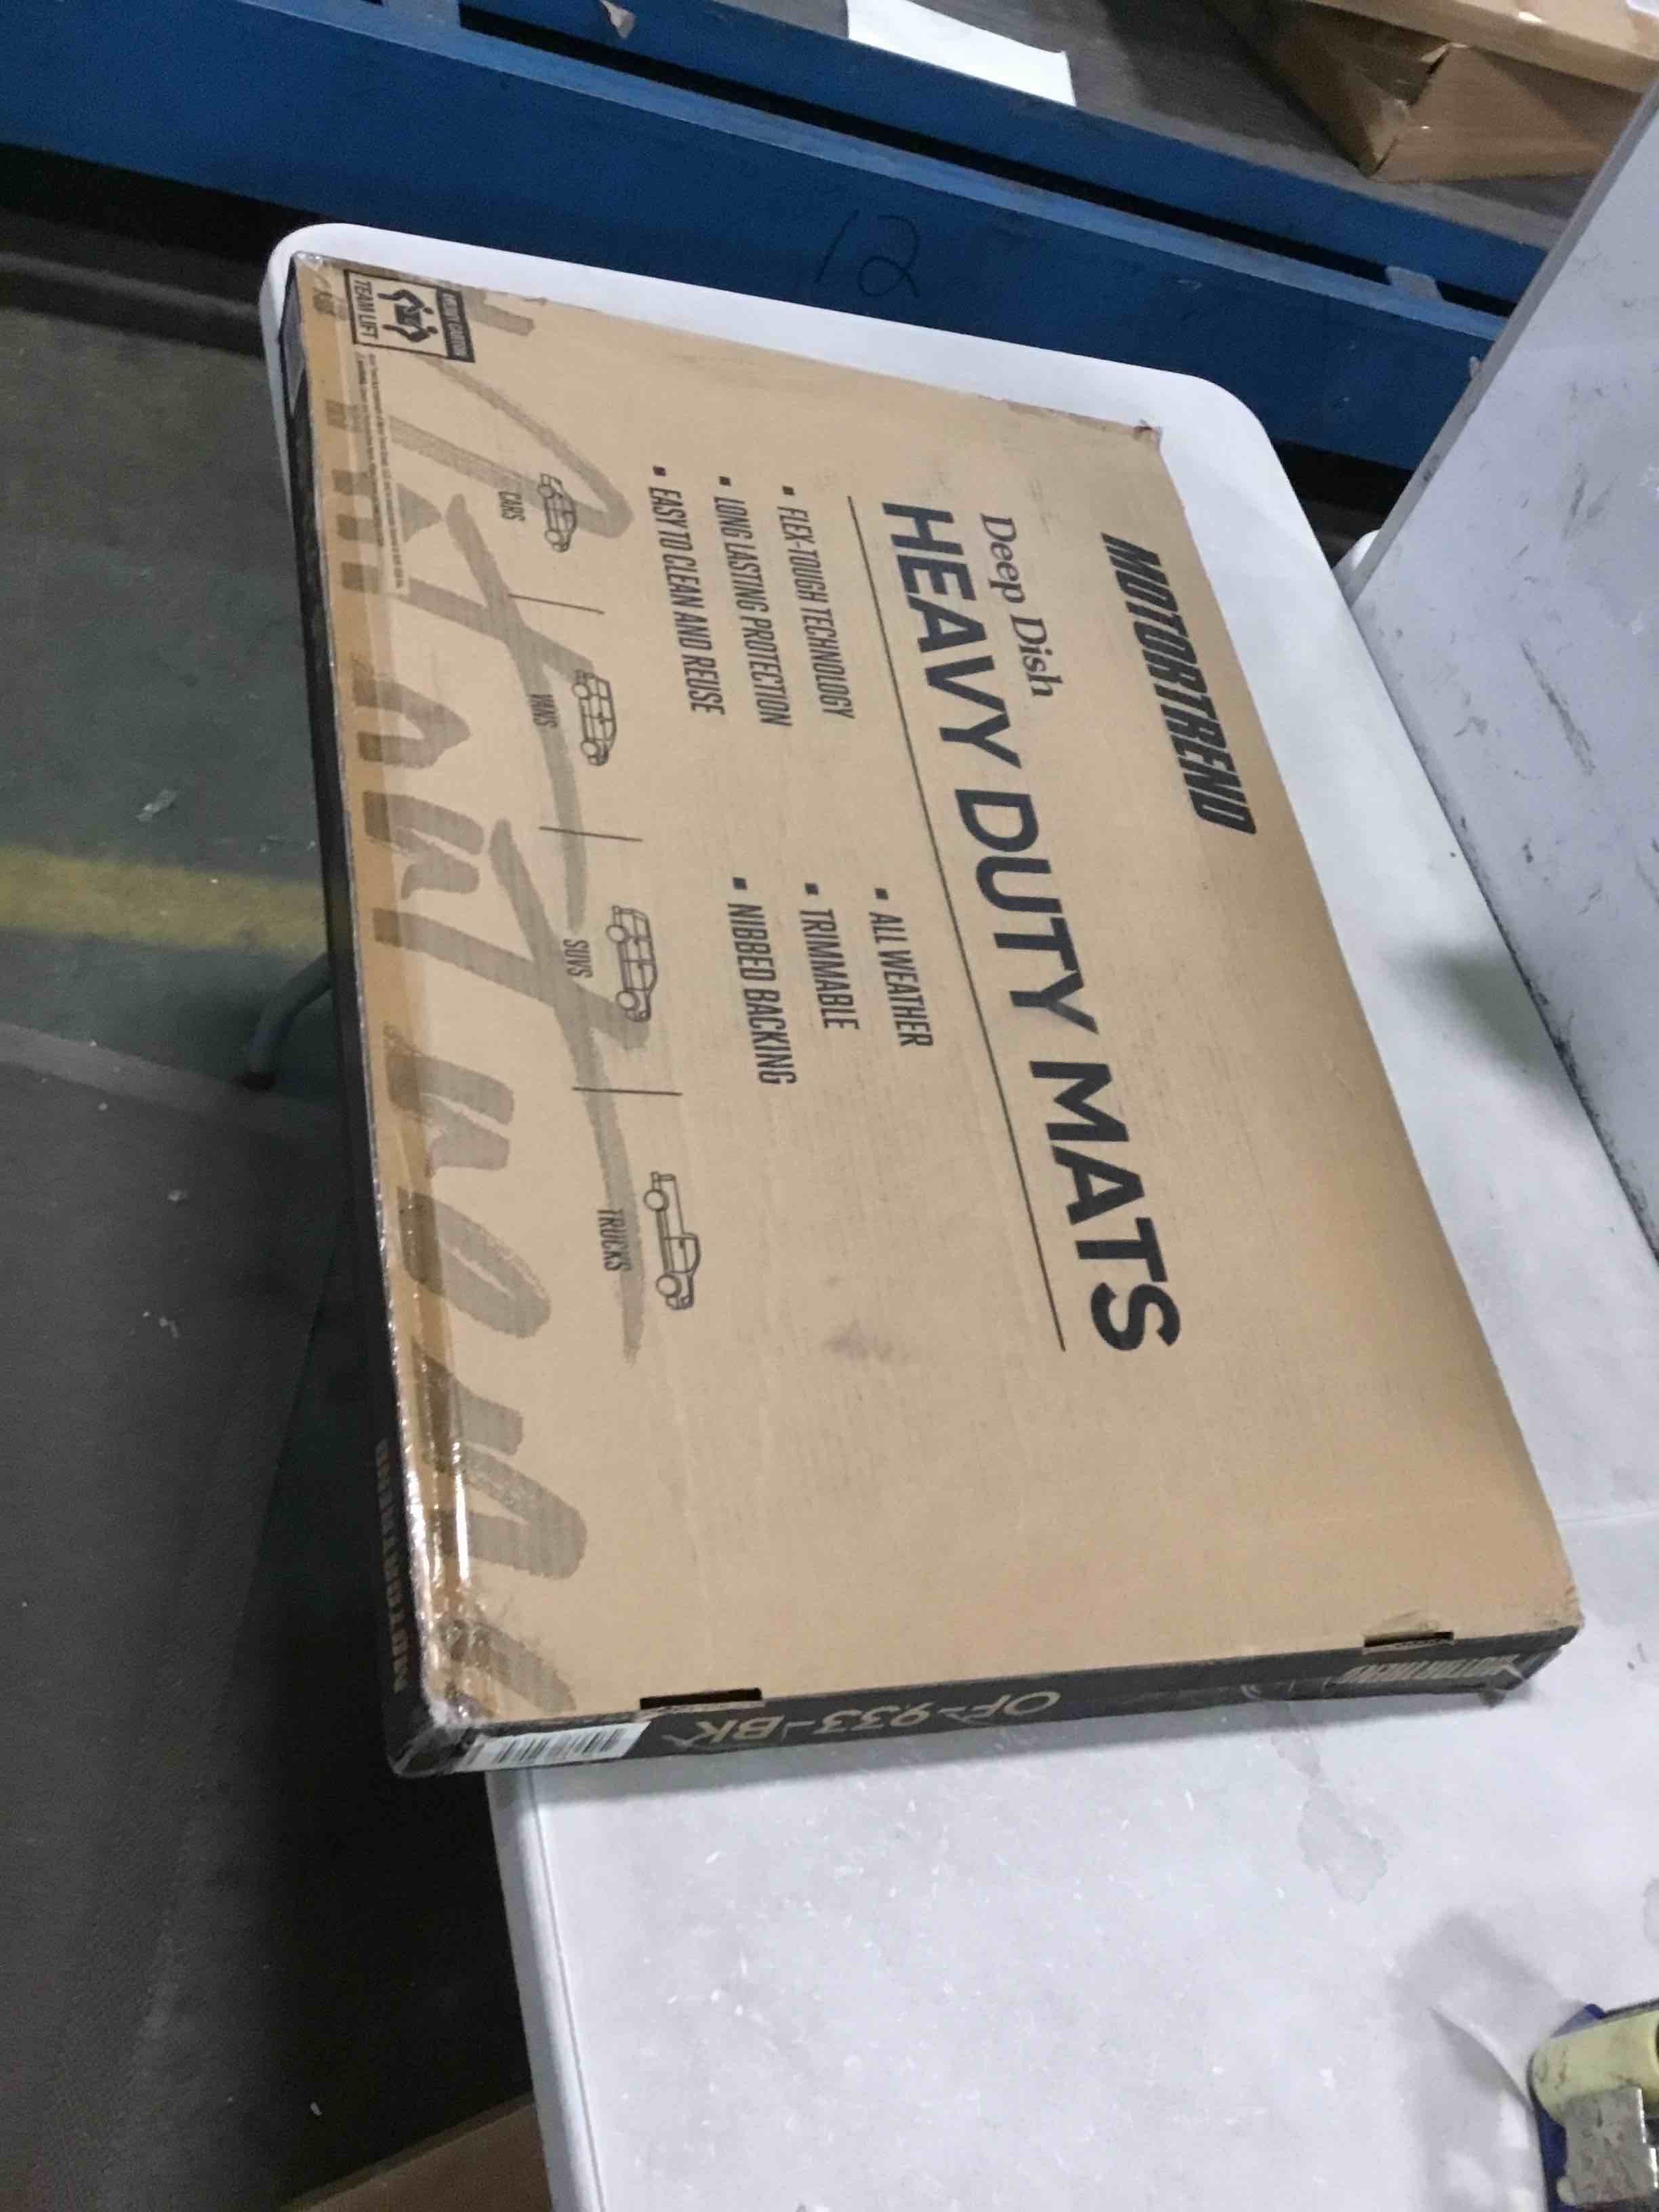 MOTORTREND
Deep Dish
HEAVY DUTY MATS
▪ FLEX-TOUGH TECHNOLOGY
▪ LONG LASTING PROTECTION
▪ EASY TO CLEAN AND REUSE
▪ ALL WEATHER
▪ TRIMMABLE
▪ NIBBED BACKING
CARS
VANS
SUVS
TRUCKS
TEAM LIFT
OF-933-BK
MOTORTREND
12